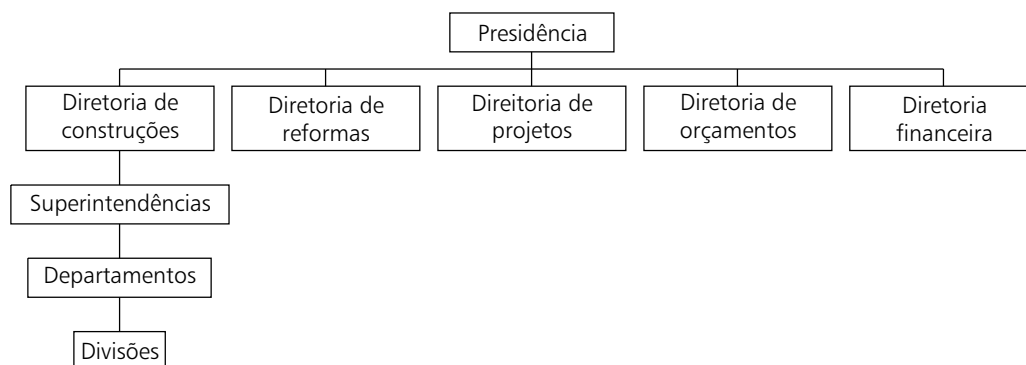 Presidência
Diretoria de
construções
Diretoria de
reformas
Direitoria de
projetos
Diretoria de
orçamentos
Diretoria
financeira
Superintendências
Departamentos
Divisões